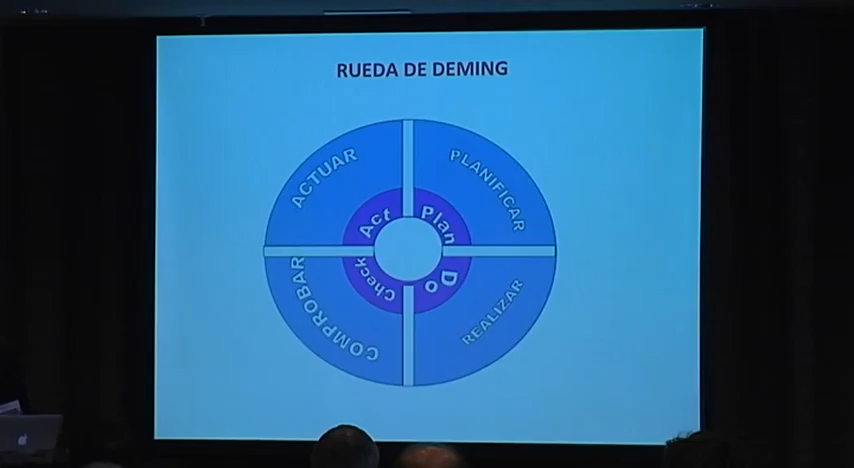 RUEDA DE DEMING
ACTUAR
PLANIFICAR
Act
Plan
Check
Do
COMPROBAR
REALIZAR